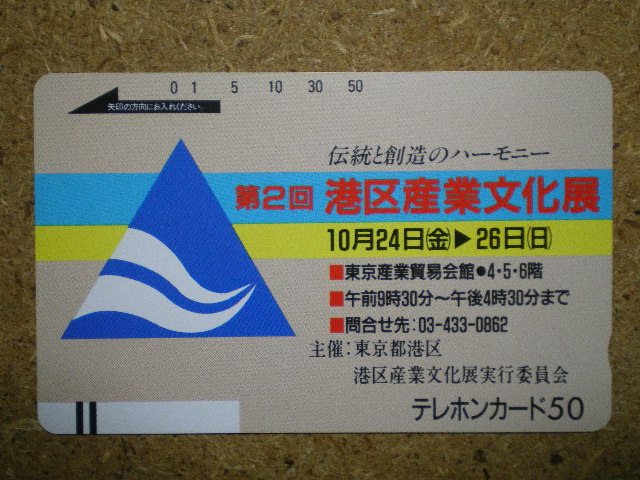 0 1 5 10 30 50
矢印の方向にお入れください。
伝統と創造のハーモニー
第2回 港区産業文化展
10月24日(金)▶26日(日)
■東京産業貿易会館●4・5・6階
■午前9時30分〜午後4時30分まで
■問合せ先:03-433-0862
主催:東京都港区
港区産業文化展実行委員会
テレホンカード50